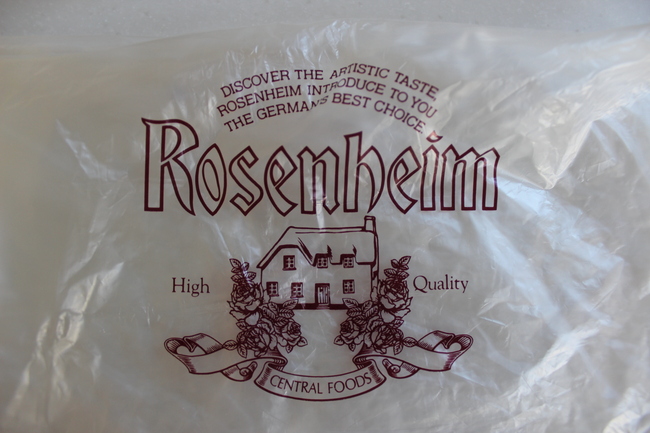 DISCOVER THE ARTISTIC TASTE
ROSENHEIM INTRODUCE TO YOU
THE GERMANS BEST CHOICE
Rosenheim
High Quality
CENTRAL FOODS